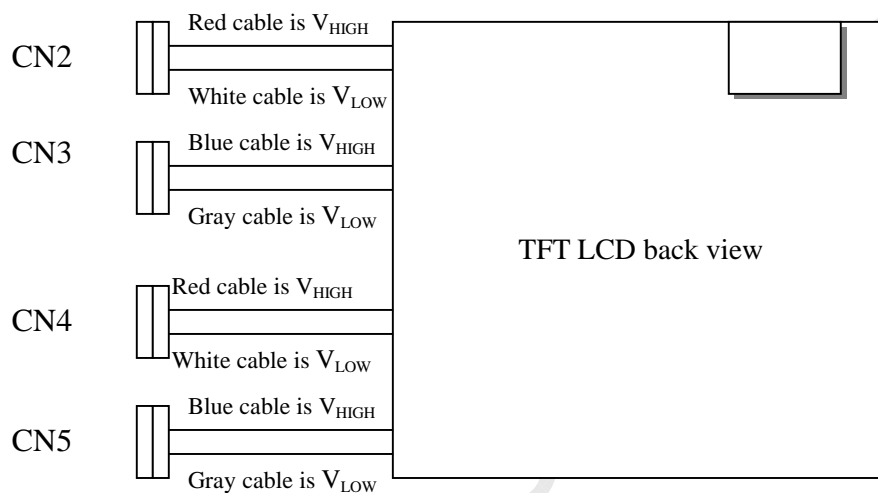 Red cable is VHIGH
CN2
White cable is VLOW
Blue cable is VHIGH
CN3
Gray cable is VLOW
TFT LCD back view
Red cable is VHIGH
CN4
White cable is VLOW
Blue cable is VHIGH
CN5
Gray cable is VLOW